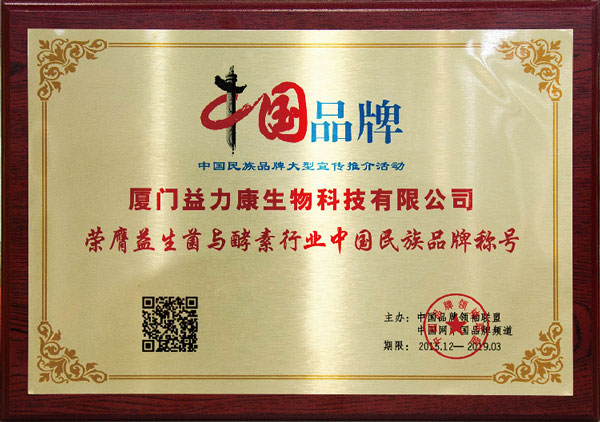 中国品牌
中国民族品牌大型宣传推介活动
厦门益力康生物科技有限公司
荣膺益生菌与酵素行业中国民族品牌称号
主办：中国品牌领袖联盟
中国网 国品牌频道
期限：2015.12—2019.03